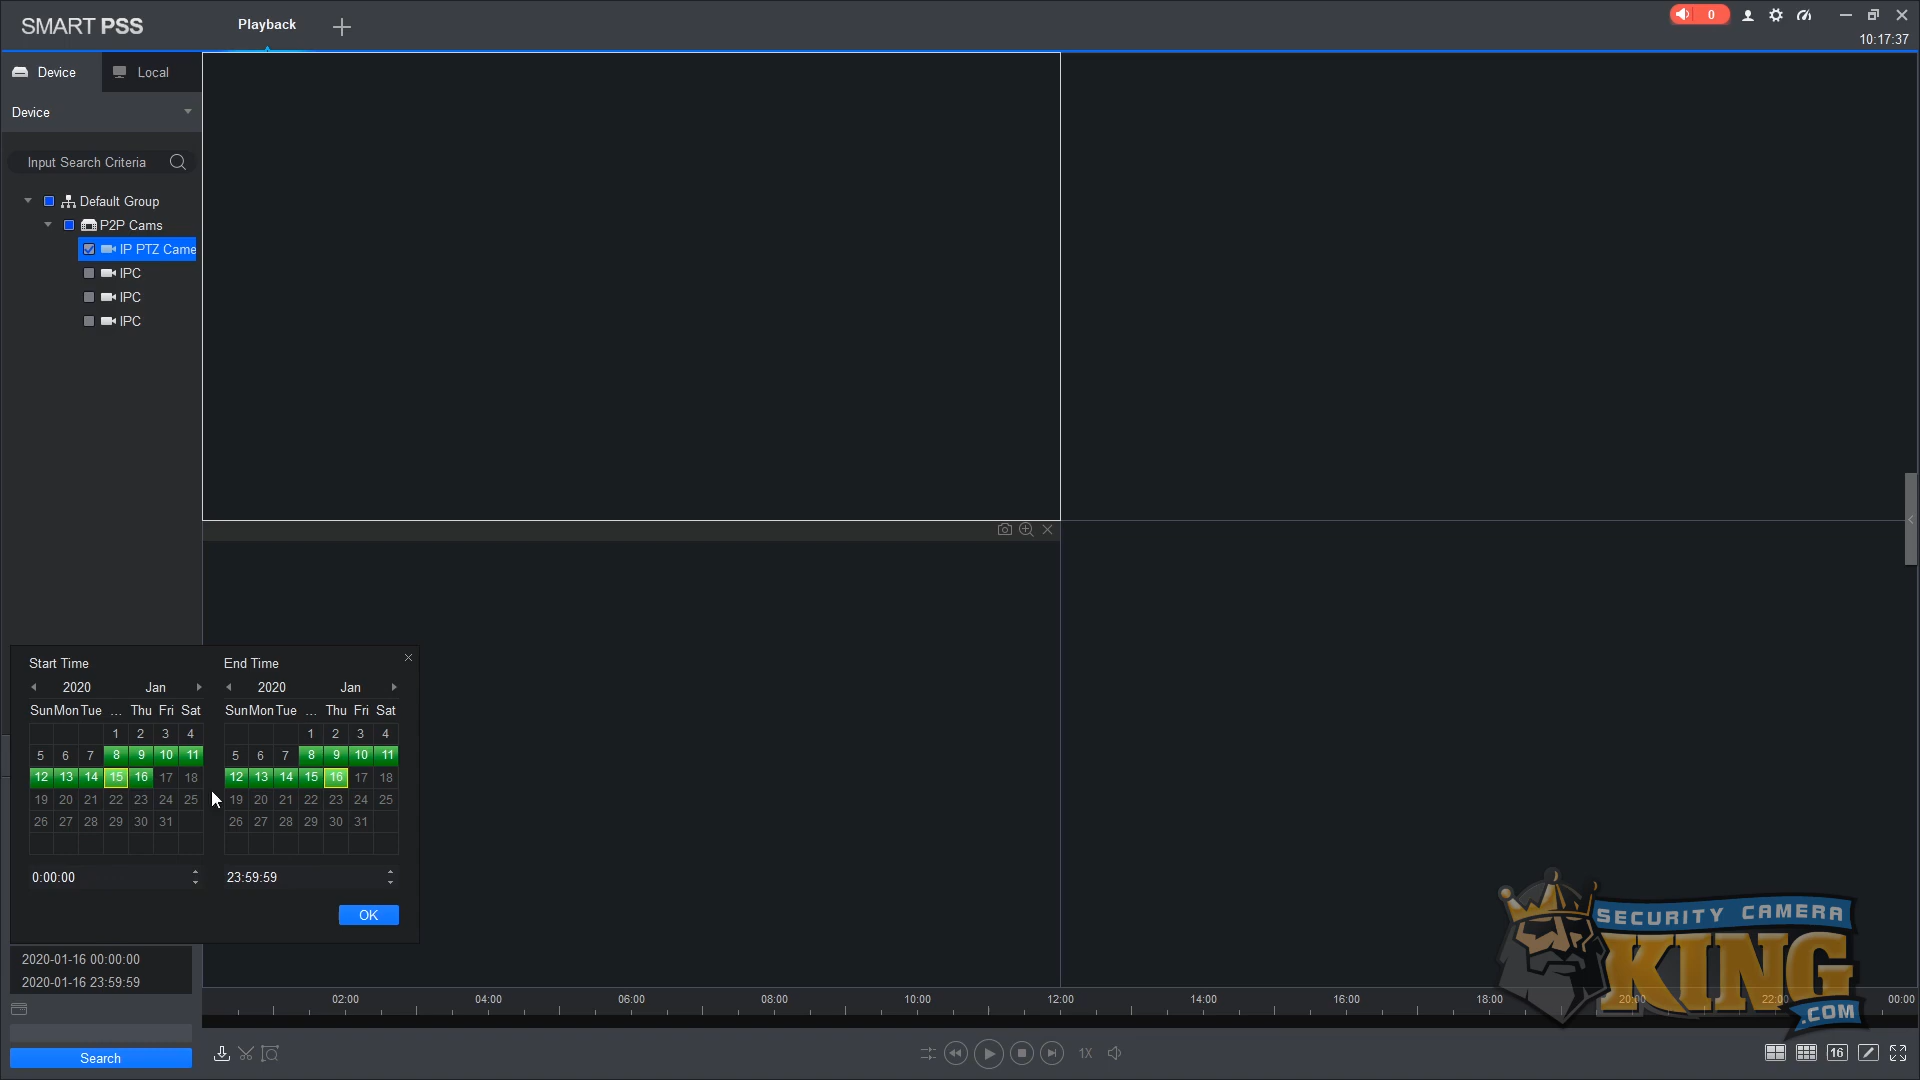 SMART PSS
Playback
0
10:17:37
Device
Local
Device
Input Search Criteria
Default Group
P2P Cams
IP PTZ Came
IPC
IPC
IPC
Start Time
End Time
2020 Jan
2020 Jan
Sun Mon Tue ... Thu Fri Sat
Sun Mon Tue ... Thu Fri Sat
1 2 3 4
1 2 3 4
5 6 7 8 9 10 11
5 6 7 8 9 10 11
12 13 14 15 16 17 18
12 13 14 15 16 17 18
19 20 21 22 23 24 25
19 20 21 22 23 24 25
26 27 28 29 30 31
26 27 28 29 30 31
0:00:00
23:59:59
OK
2020-01-16 00:00:00
2020-01-16 23:59:59
Search
02:00 04:00 06:00 08:00 10:00 12:00 14:00 16:00 18:00 20:00 22:00 00:00
1X
16
SECURITY CAMERA
KING
.COM